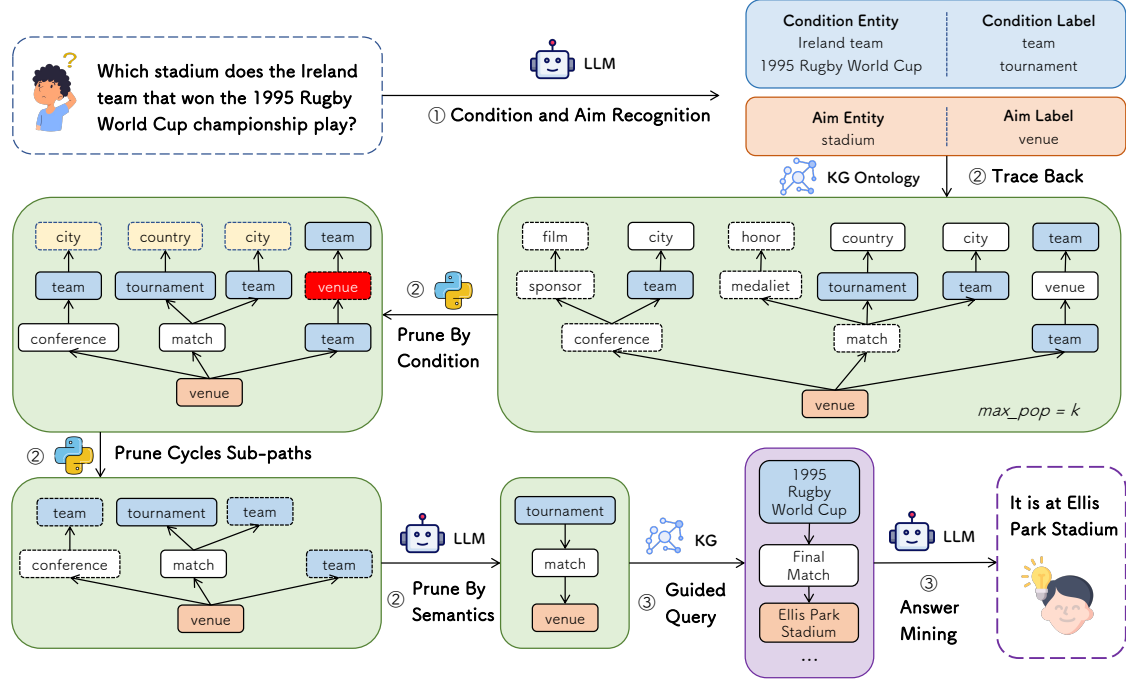 Which stadium does the Ireland
team that won the 1995 Rugby
World Cup championship play?
?
LLM
① Condition and Aim Recognition
Condition Entity
Ireland team
1995 Rugby World Cup
Condition Label
team
tournament
Aim Entity
stadium
Aim Label
venue
KG Ontology
② Trace Back
film
city
honor
country
city
team
sponsor
team
medaliet
tournament
team
venue
conference
match
team
venue
max_pop = k
②
Prune By
Condition
city
country
city
team
team
tournament
team
venue
conference
match
team
venue
②
Prune Cycles Sub-paths
team
tournament
team
conference
match
team
venue
LLM
② Prune By
Semantics
tournament
match
venue
KG
③ Guided
Query
1995
Rugby
World Cup
Final
Match
Ellis Park
Stadium
...
LLM
③
Answer
Mining
It is at Ellis
Park Stadium